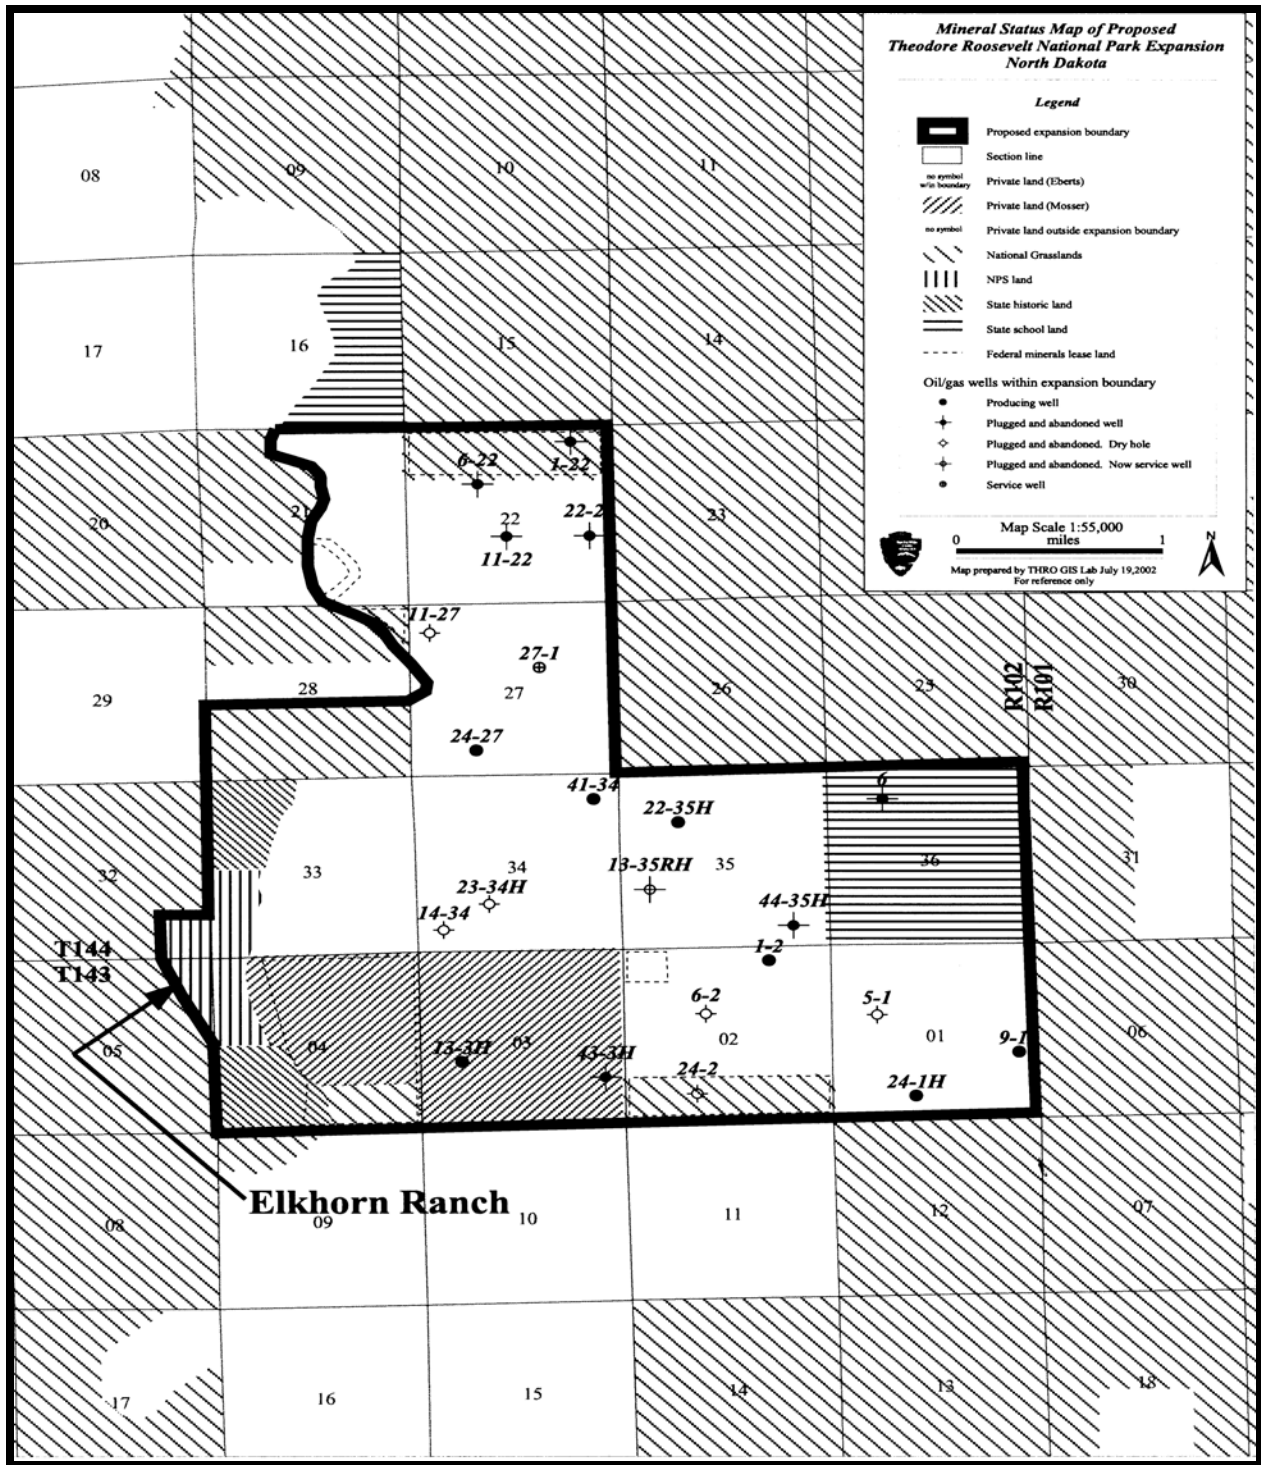 Mineral Status Map of Proposed
Theodore Roosevelt National Park Expansion
North Dakota
Legend
Proposed expansion boundary
Section line
no symbol
w/in boundary
Private land (Eberts)
Private land (Mosser)
no symbol
Private land outside expansion boundary
National Grasslands
NPS land
State historic land
State school land
Federal minerals lease land
Oil/gas wells within expansion boundary
Producing well
Plugged and abandoned well
Plugged and abandoned. Dry hole
Plugged and abandoned. Now service well
Service well
Map Scale 1:55,000
0 miles 1
N
Map prepared by THRO GIS Lab July 19,2002
For reference only
08 09 10 11
17 16 15 14
6-22
1-22
20 21 22 22-2 23
11-22
11-27
27-1
29 28 27 26 25 30
R102
R101
24-27
41-34
6
22-35H
32 33 34 13-35RH 35 36 31
23-34H
14-34
44-35H
T144
T143
1-2
6-2
5-1
05 04 13-3H 03 43-3H 02 01 9-1 06
24-2
24-1H
Elkhorn Ranch
08 09 10 11 12 07
17 16 15 14 13 18